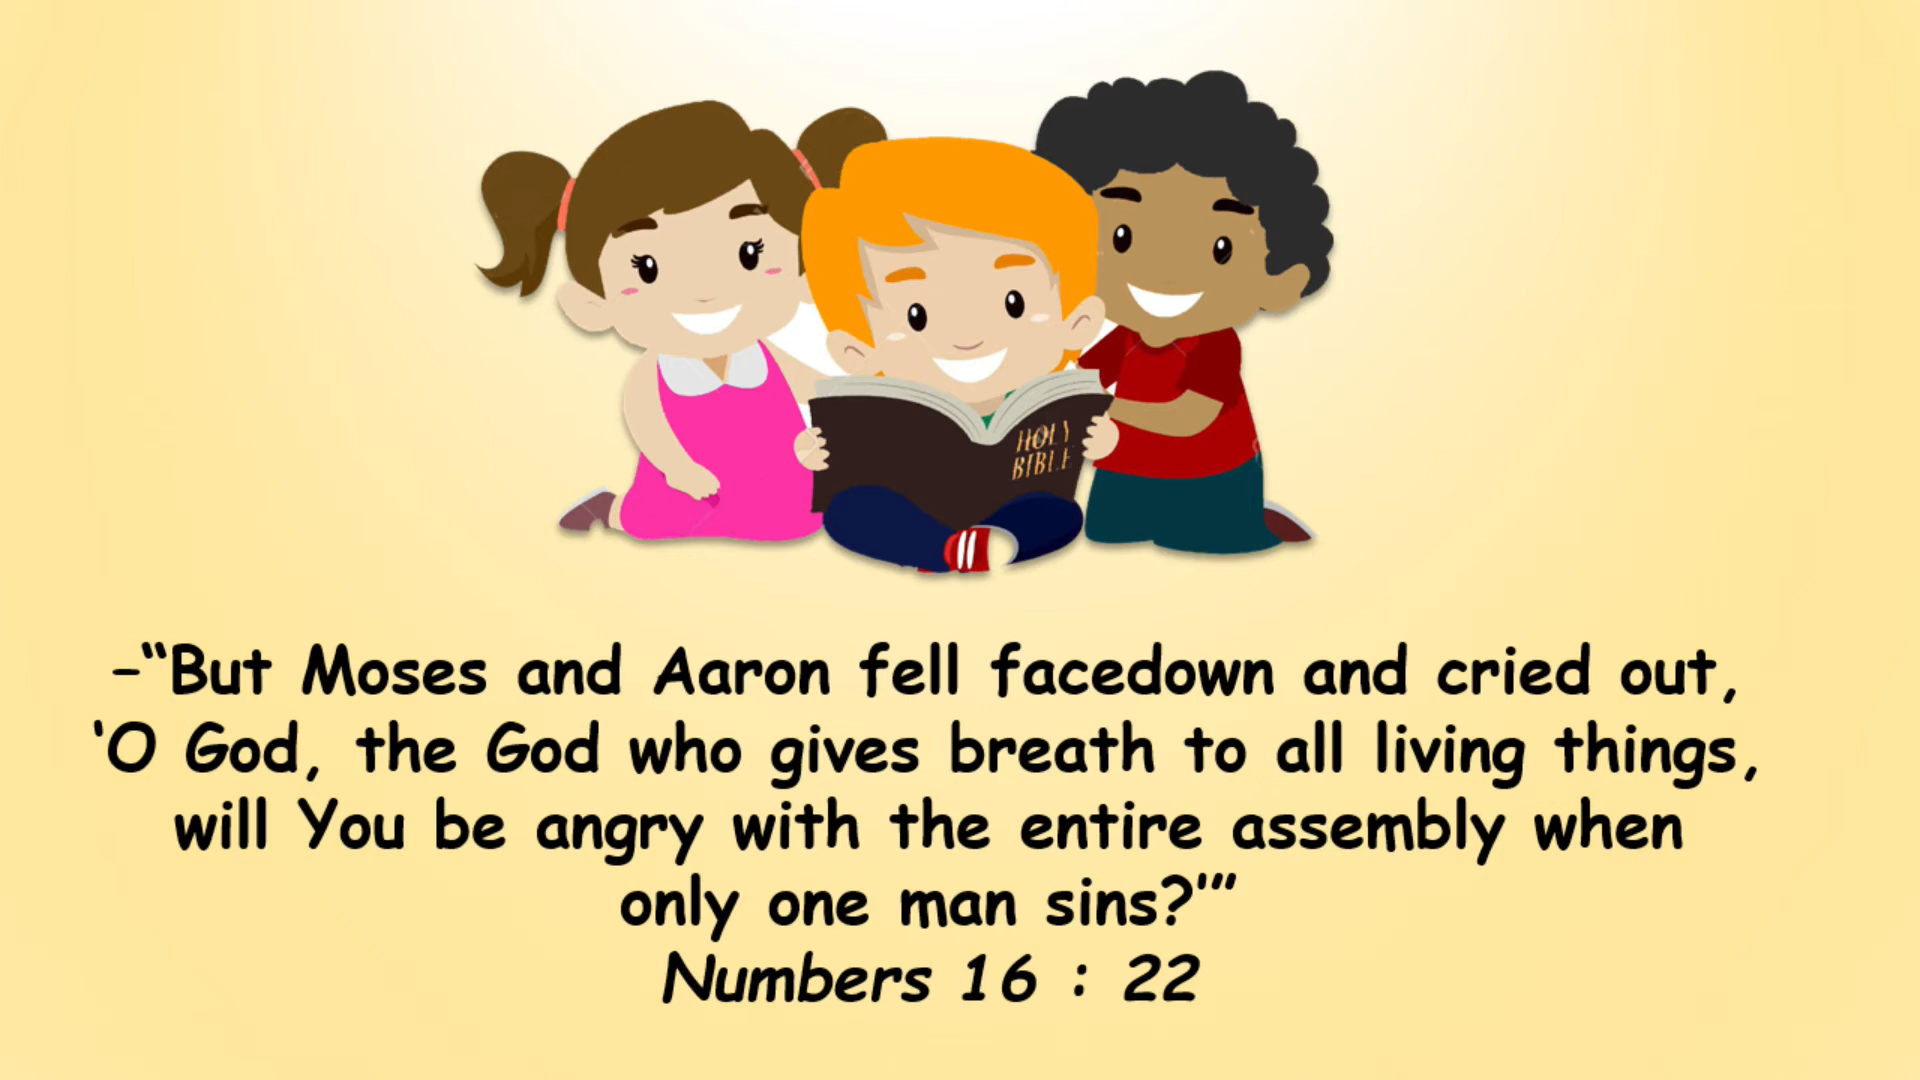 HOLY
BIBLE
–“But Moses and Aaron fell facedown and cried out,
‘O God, the God who gives breath to all living things,
will You be angry with the entire assembly when
only one man sins?’”
Numbers 16 : 22